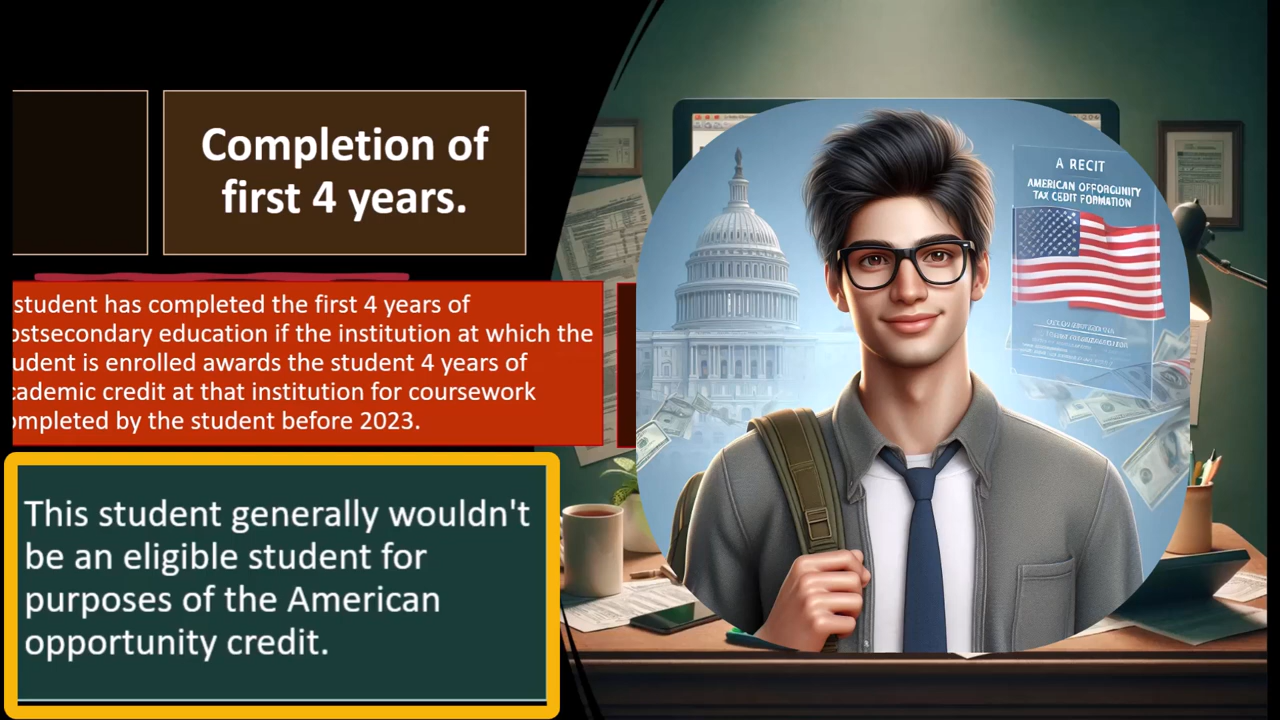 Completion of
first 4 years.
student has completed the first 4 years of
ostsecondary education if the institution at which the
udent is enrolled awards the student 4 years of
cademic credit at that institution for coursework
ompleted by the student before 2023.
This student generally wouldn't
be an eligible student for
purposes of the American
opportunity credit.
A RECIT
AMERICAN OFFORGUNITY
TAX CEDIT FORMATION